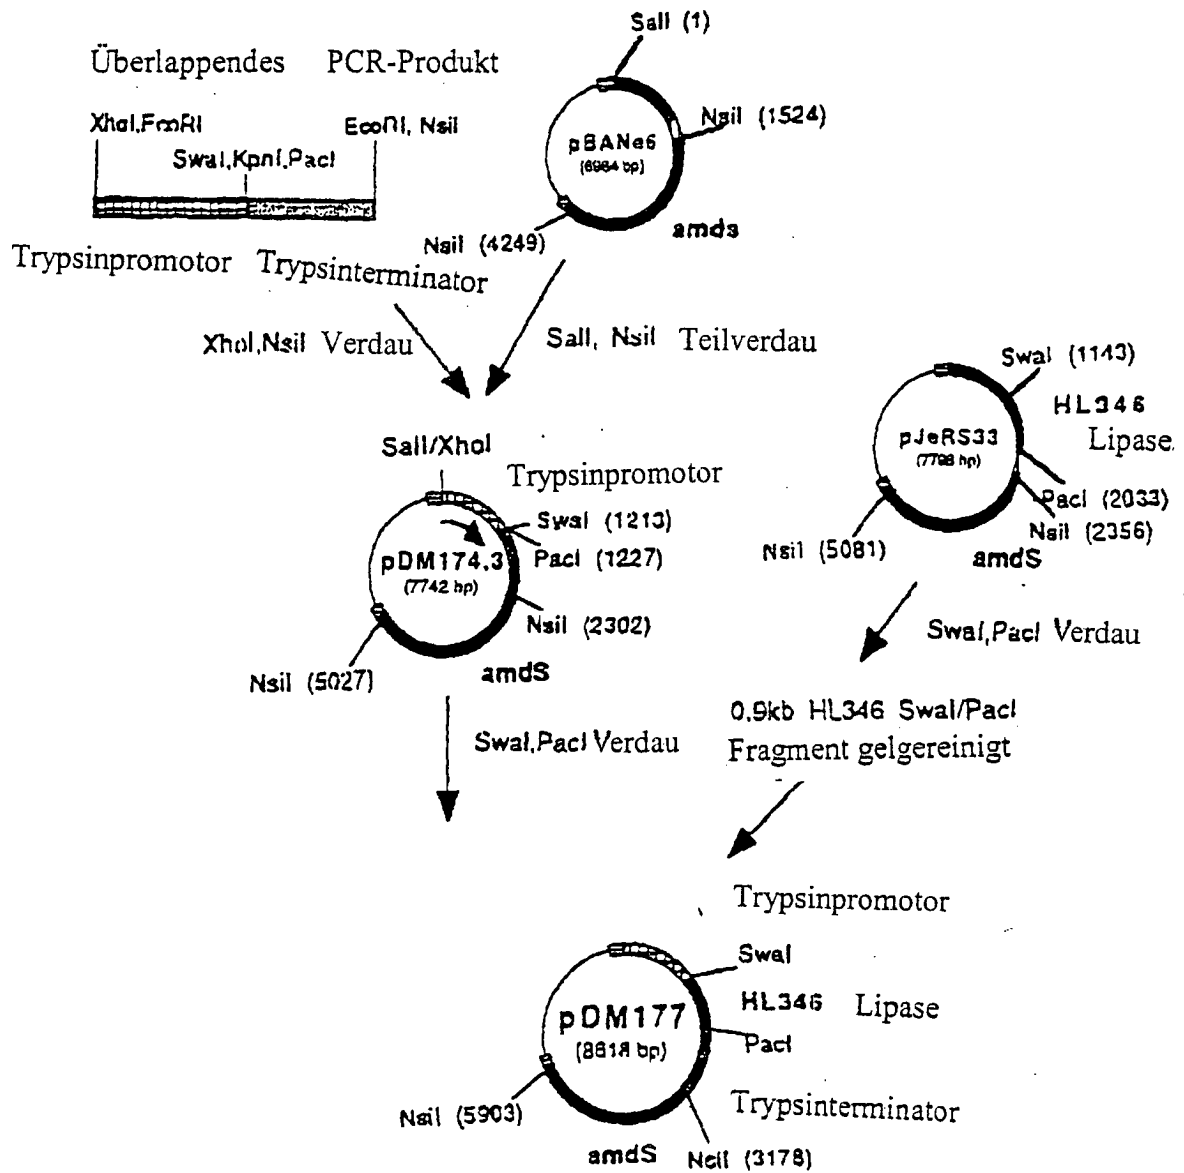 SalI (1)
Überlappendes PCR-Produkt
XhoI,EcoRI
EcoRI, NsiI
SwaI,KpnI,PacI
NsiI (1524)
pBANe6
(6964 bp)
amds
NsiI (4249)
Trypsinpromotor Trypsinterminator
XhoI,NsiI Verdau
SalI, NsiI Teilverdau
SwaI (1143)
HL346
Lipase
pJeRS33
(7798 bp)
PacI (2033)
NsiI (2356)
NsiI (5081)
amdS
SalI/XhoI
Trypsinpromotor
SwaI (1213)
PacI (1227)
pDM174.3
(7742 bp)
NsiI (2302)
NsiI (5027)
amdS
SwaI,PacI Verdau
SwaI,PacI Verdau
0.9kb HL346 SwaI/PacI
Fragment gelgereinigt
Trypsinpromotor
SwaI
HL346 Lipase
PacI
pDM177
(8618 bp)
Trypsinterminator
NsiI (5903)
NsiI (3178)
amdS